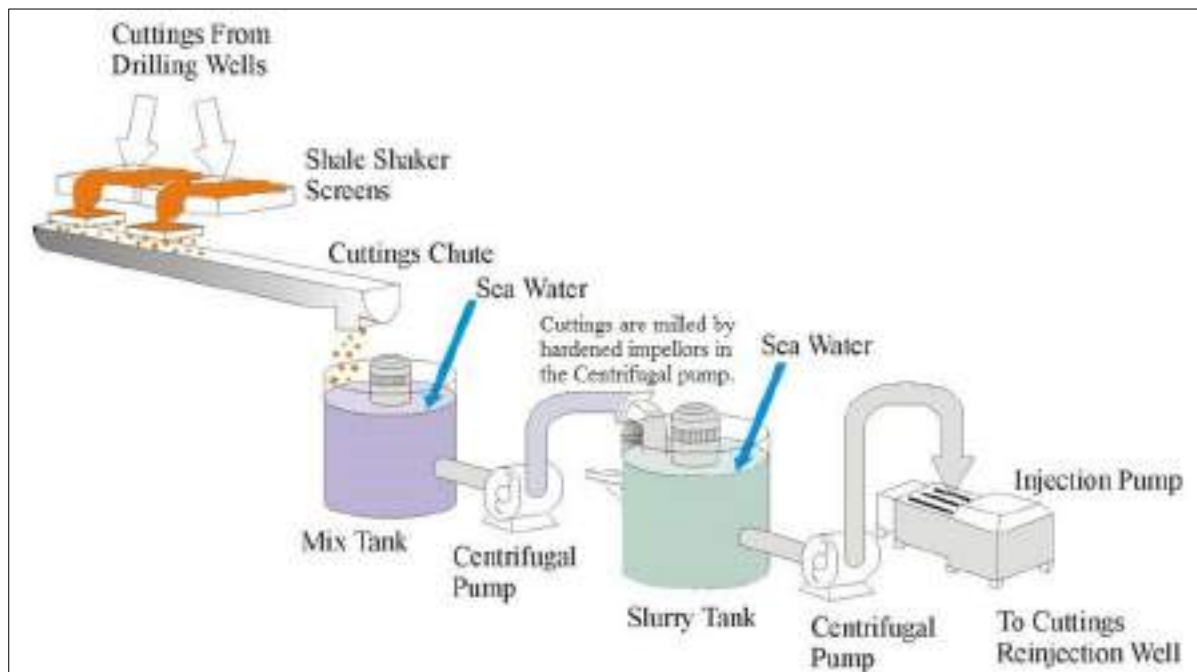 Cuttings From
Drilling Wells
Shale Shaker
Screens
Cuttings Chute
Sea Water
Cuttings are milled by
hardened impellors in
the Centrifugal pump.
Sea Water
Injection Pump
Mix Tank
Centrifugal
Pump
Slurry Tank
Centrifugal
Pump
To Cuttings
Reinjection Well